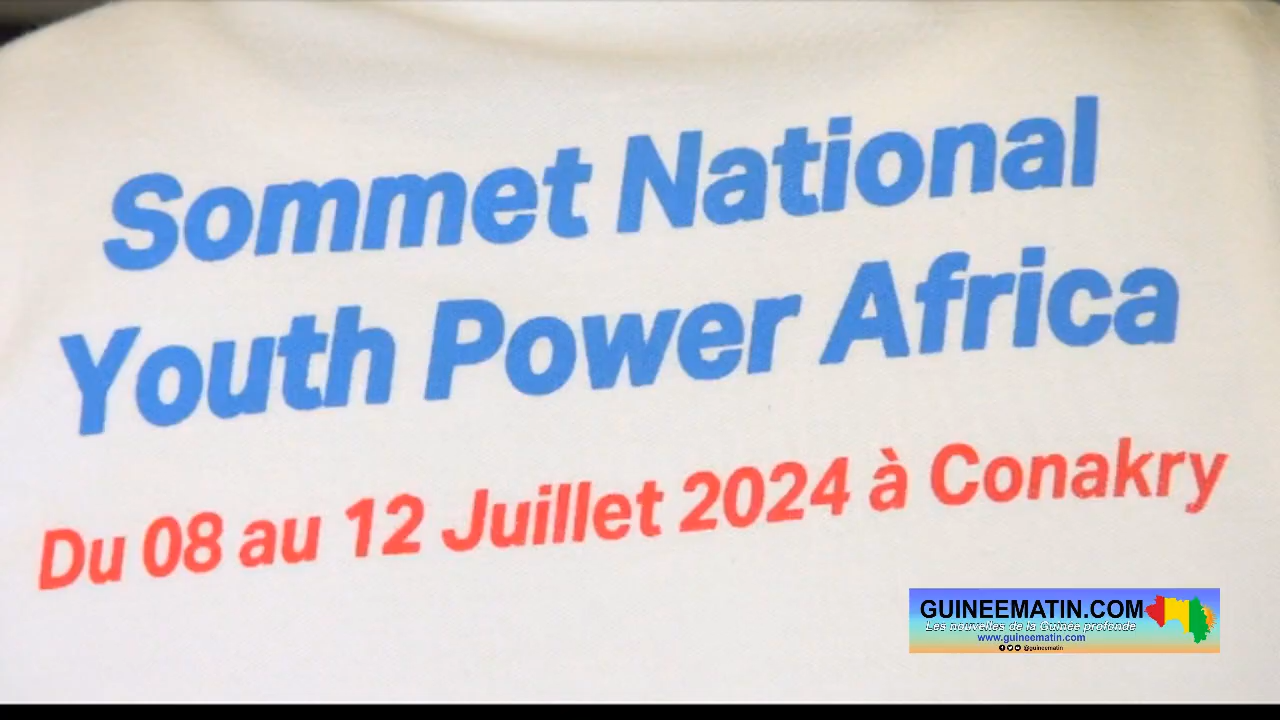 Sommet National
Youth Power Africa
Du 08 au 12 Juillet 2024 à Conakry
GUINEEMATIN.COM
Les nouvelles de la Guinée profonde
www.guineematin.com
@guineematin